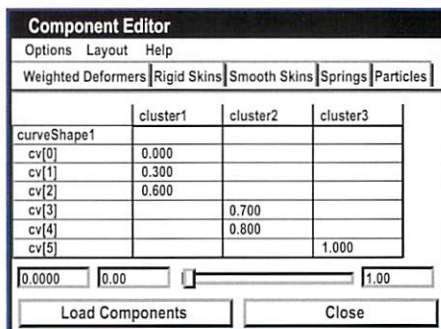 Component Editor
Options Layout Help
Weighted Deformers Rigid Skins Smooth Skins Springs Particles
cluster1 cluster2 cluster3
curveShape1
cv[0] 0.000
cv[1] 0.300
cv[2] 0.600
cv[3] 0.700
cv[4] 0.800
cv[5] 1.000
0.0000 0.00 1.00
Load Components Close